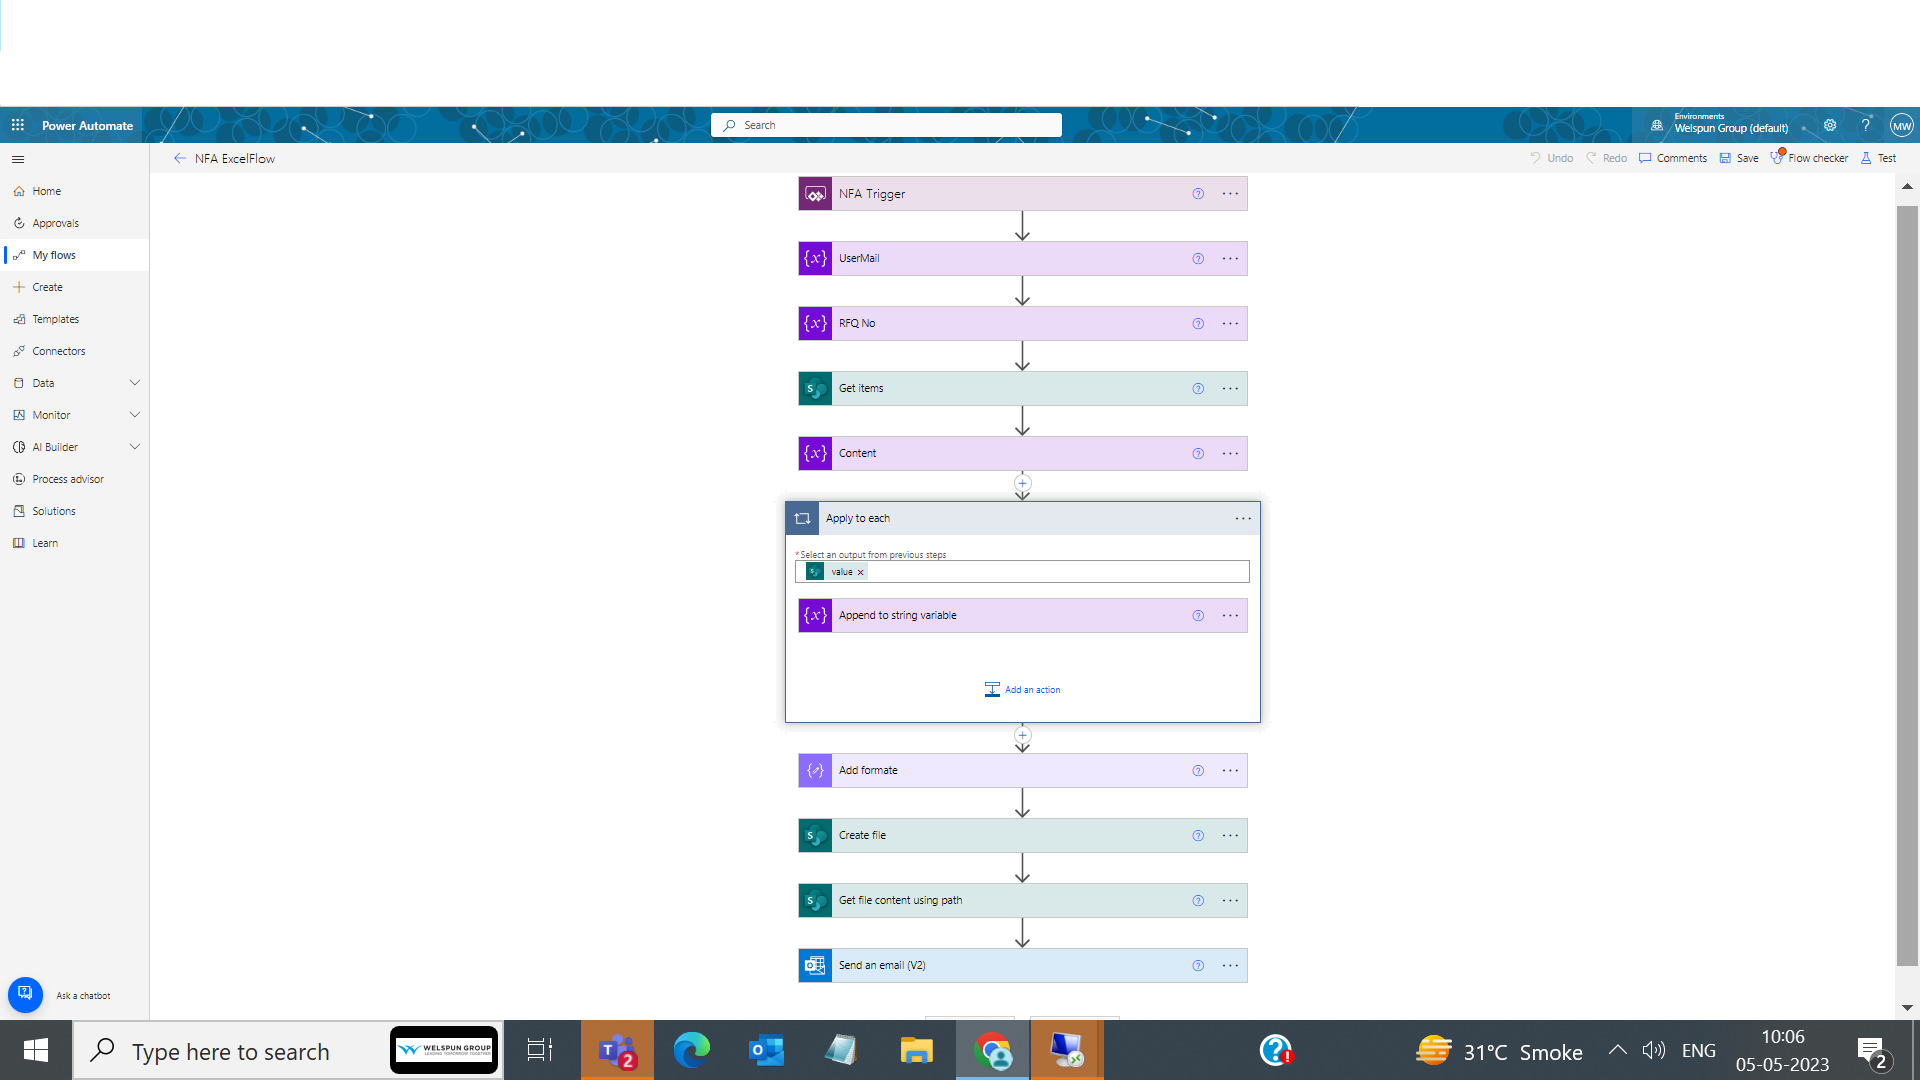 Power Automate
Search
Environments
Welspun Group (default)
?
MW
NFA ExcelFlow
Undo
Redo
Comments
Save
Flow checker
Test
Home
Approvals
My flows
Create
Templates
Connectors
Data
Monitor
AI Builder
Process advisor
Solutions
Learn
Ask a chatbot
NFA Trigger
{x} UserMail
{x} RFQ No
S Get items
{x} Content
Apply to each
*Select an output from previous steps
S value x
{x} Append to string variable
Add an action
Add formate
S Create file
S Get file content using path
Send an email (V2)
Type here to search
WELSPUN GROUP
LEADING TOMORROW TOGETHER
T 2
31°C Smoke
ENG
10:06
05-05-2023
2